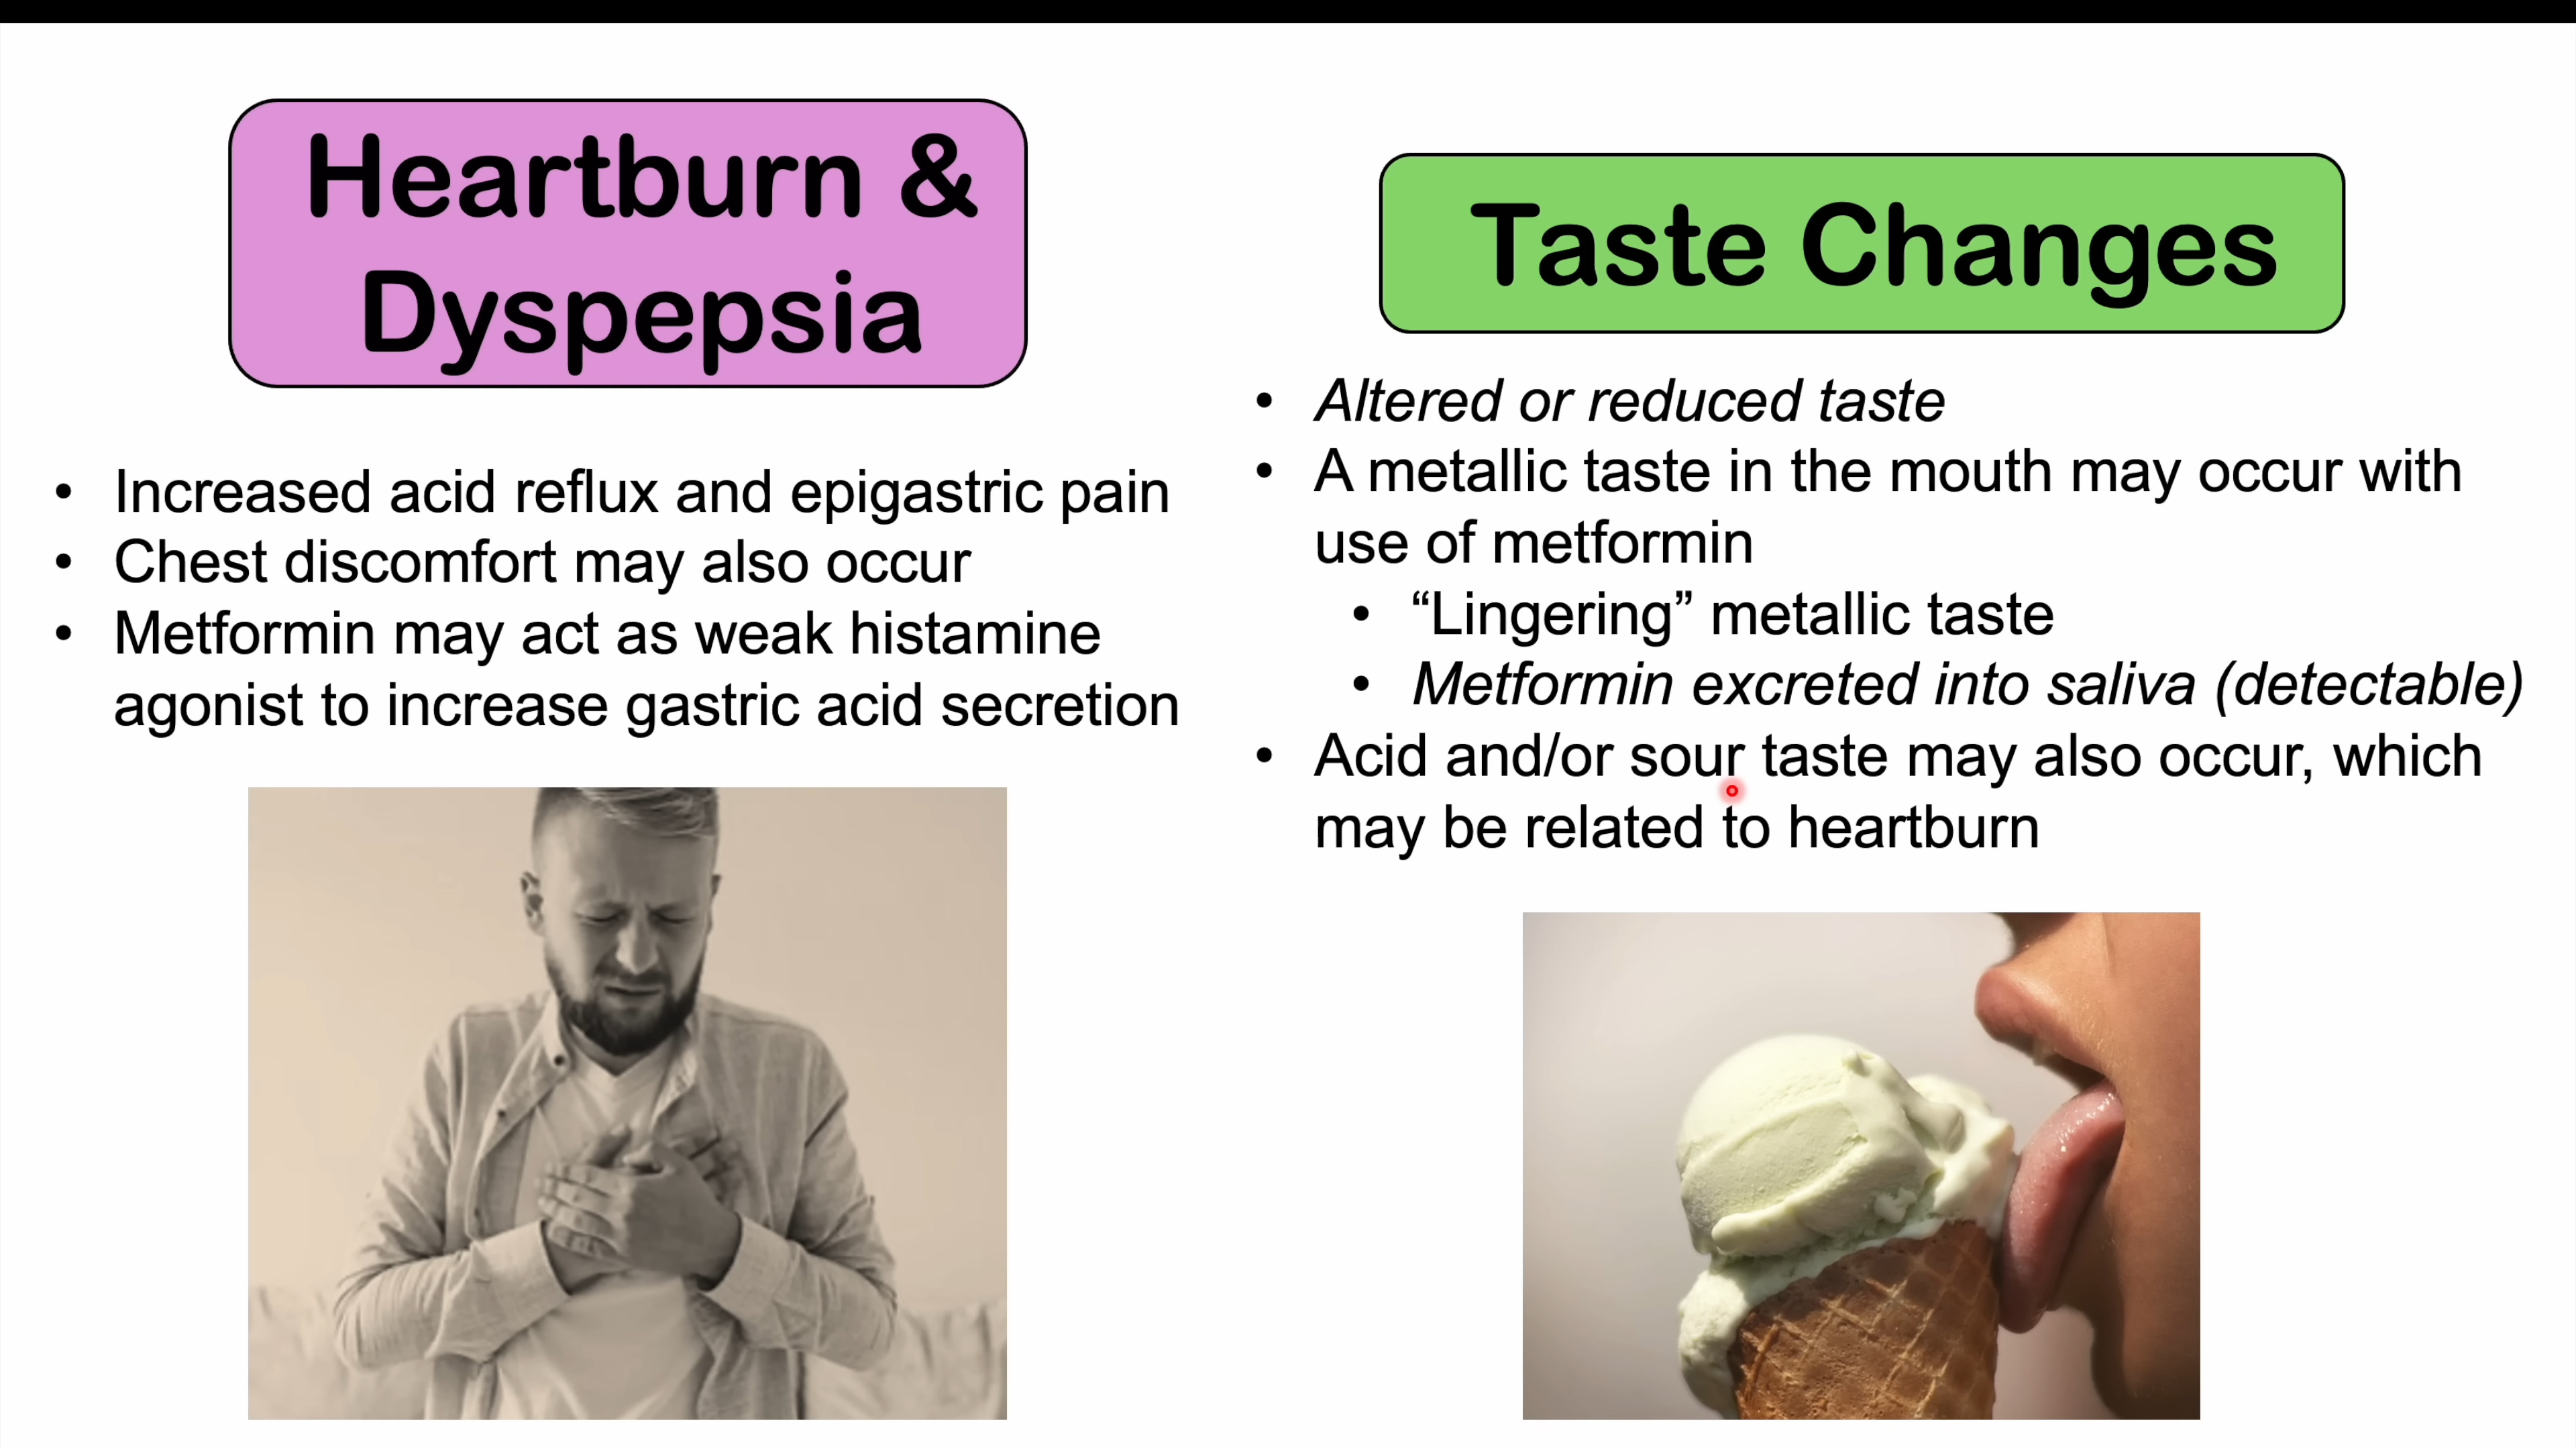 Heartburn &
Dyspepsia
• Increased acid reflux and epigastric pain
• Chest discomfort may also occur
• Metformin may act as weak histamine
agonist to increase gastric acid secretion
Taste Changes
• Altered or reduced taste
• A metallic taste in the mouth may occur with
use of metformin
• “Lingering” metallic taste
• Metformin excreted into saliva (detectable)
• Acid and/or sour taste may also occur, which
may be related to heartburn